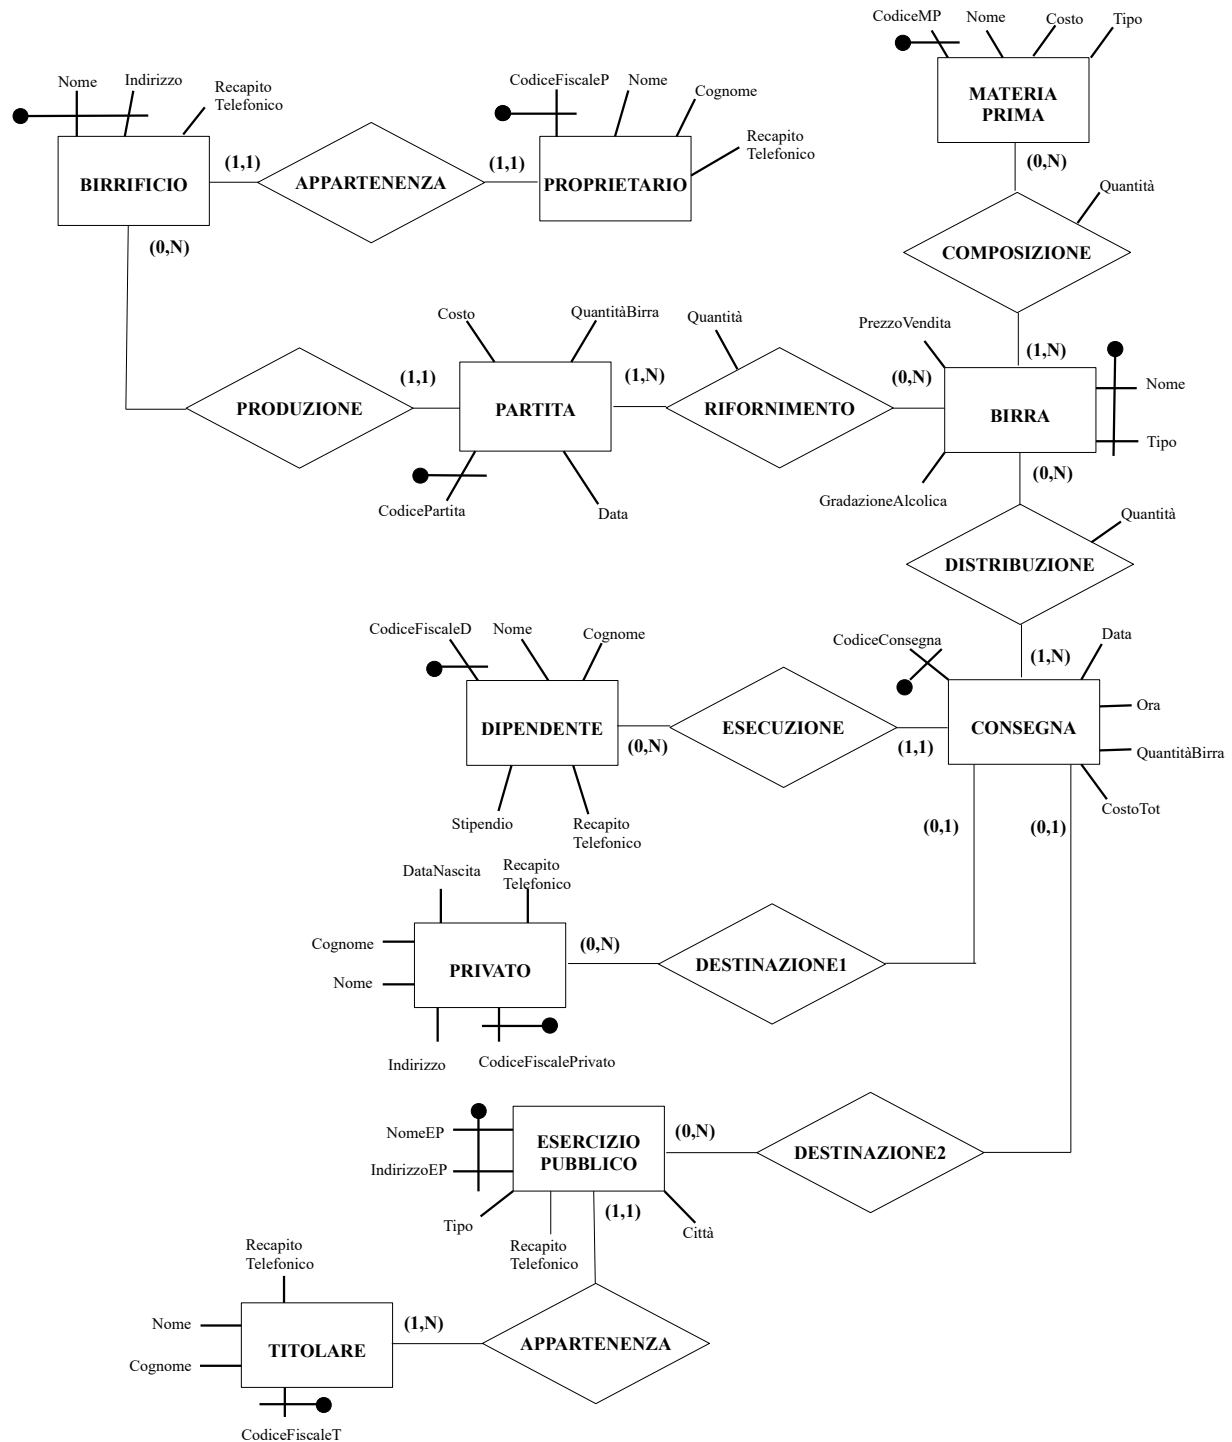 CodiceMP
Nome
Costo
Tipo
Nome
Indirizzo
Recapito
Telefonico
CodiceFiscaleP
Nome
Cognome
Recapito
Telefonico
MATERIA
PRIMA
(0,N)
BIRRIFICIO
(1,1)
APPARTENENZA
(1,1)
PROPRIETARIO
Quantità
(0,N)
COMPOSIZIONE
Costo
QuantitàBirra
Quantità
PrezzoVendita
(1,N)
(1,1)
(1,N)
(0,N)
Nome
PRODUZIONE
PARTITA
RIFORNIMENTO
BIRRA
Tipo
(0,N)
CodicePartita
Data
GradazioneAlcolica
Quantità
DISTRIBUZIONE
CodiceFiscaleD
Nome
Cognome
CodiceConsegna
Data
(1,N)
Ora
DIPENDENTE
(0,N)
ESECUZIONE
(1,1)
CONSEGNA
QuantitàBirra
CostoTot
Stipendio
Recapito
Telefonico
(0,1)
(0,1)
DataNascita
Recapito
Telefonico
Cognome
(0,N)
PRIVATO
DESTINAZIONE1
Nome
Indirizzo
CodiceFiscalePrivato
NomeEP
(0,N)
ESERCIZIO
PUBBLICO
DESTINAZIONE2
IndirizzoEP
(1,1)
Tipo
Città
Recapito
Telefonico
Recapito
Telefonico
Nome
(1,N)
TITOLARE
APPARTENENZA
Cognome
CodiceFiscaleT